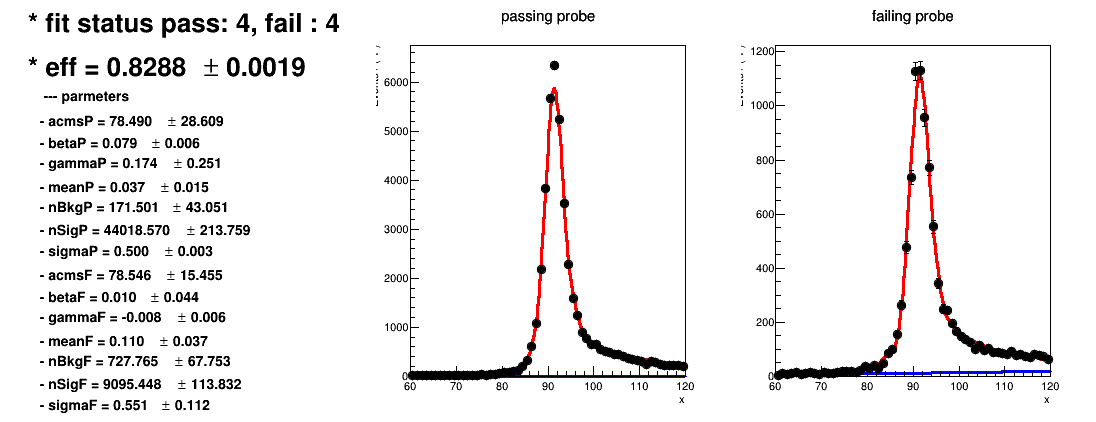 * fit status pass: 4, fail : 4
* eff = 0.8288 ± 0.0019
--- parmeters
- acmsP = 78.490 ± 28.609
- betaP = 0.079 ± 0.006
- gammaP = 0.174 ± 0.251
- meanP = 0.037 ± 0.015
- nBkgP = 171.501 ± 43.051
- nSigP = 44018.570 ± 213.759
- sigmaP = 0.500 ± 0.003
- acmsF = 78.546 ± 15.455
- betaF = 0.010 ± 0.044
- gammaF = -0.008 ± 0.006
- meanF = 0.110 ± 0.037
- nBkgF = 727.765 ± 67.753
- nSigF = 9095.448 ± 113.832
- sigmaF = 0.551 ± 0.112
passing probe
6000
5000
4000
3000
2000
1000
0
60 70 80 90 100 110 120
x
failing probe
1200
1000
800
600
400
200
0
60 70 80 90 100 110 120
x